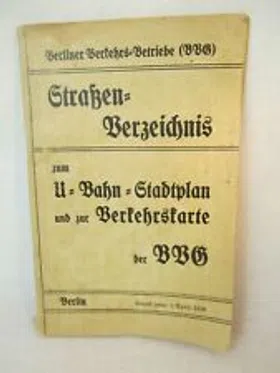 Berliner Verkehrs-Betriebe (BVG)
Straßen-
Verzeichnis
zum
U-Bahn-Stadtplan
und zur Verkehrskarte
der BVG
Berlin